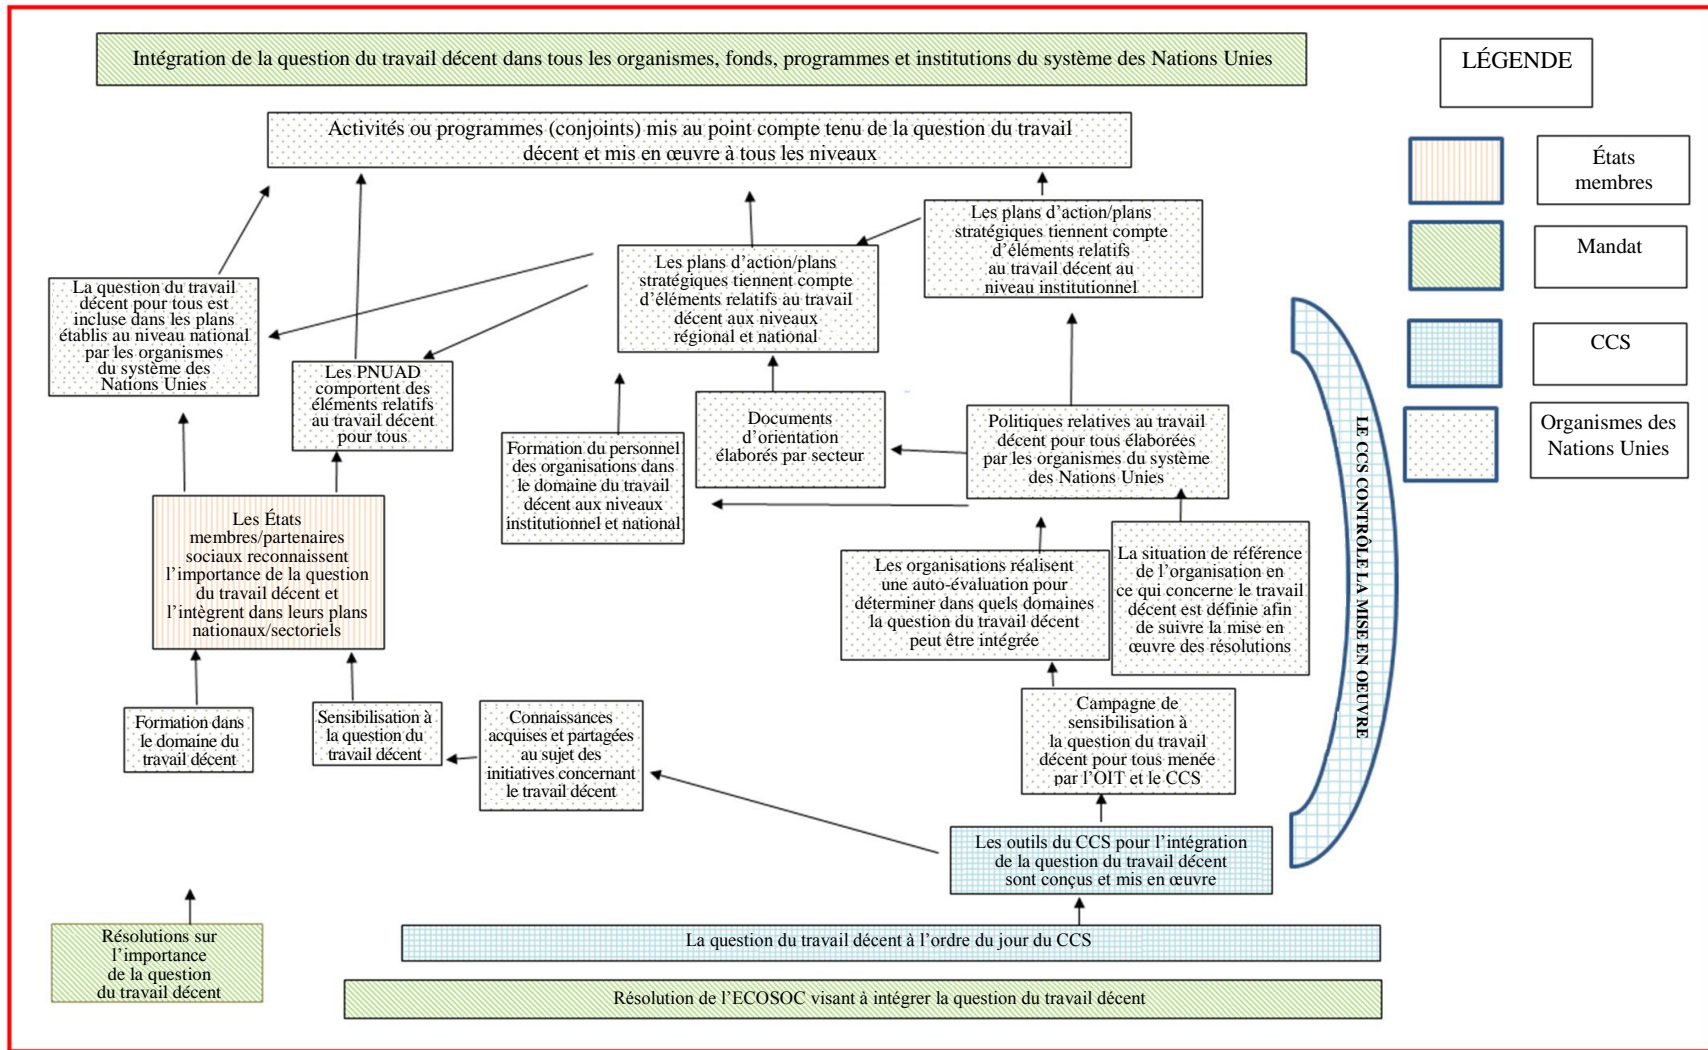 Intégration de la question du travail décent dans tous les organismes, fonds, programmes et institutions du système des Nations Unies
LÉGENDE
Activités ou programmes (conjoints) mis au point compte tenu de la question du travail
décent et mis en œuvre à tous les niveaux
États
membres
Mandat
CCS
Organismes des
Nations Unies
Les plans d'action/plans
stratégiques tiennent compte
d'éléments relatifs
au travail décent au
niveau institutionnel
Les plans d'action/plans
stratégiques tiennent compte
d'éléments relatifs au travail
décent aux niveaux
régional et national
La question du travail
décent pour tous est
incluse dans les plans
établis au niveau national
par les organismes
du système des
Nations Unies
Les PNUAD
comportent des
éléments relatifs
au travail décent
pour tous
Documents
d'orientation
élaborés par secteur
Politiques relatives au travail
décent pour tous élaborées
par les organismes du système
des Nations Unies
Formation du personnel
des organisations dans
le domaine du travail
décent aux niveaux
institutionnel et national
LE CCS CONTRÔLE LA MISE EN OEUVRE
Les États
membres/partenaires
sociaux reconnaissent
l'importance de la question
du travail décent et
l'intègrent dans leurs plans
nationaux/sectoriels
Les organisations réalisent
une auto-évaluation pour
déterminer dans quels domaines
la question du travail décent
peut être intégrée
La situation de référence
de l'organisation en
ce qui concerne le travail
décent est définie afin
de suivre la mise en
œuvre des résolutions
Formation dans
le domaine du
travail décent
Sensibilisation à
la question du
travail décent
Connaissances
acquises et partagées
au sujet des
initiatives concernant
le travail décent
Campagne de
sensibilisation à
la question du travail
décent pour tous menée
par l'OIT et le CCS
Les outils du CCS pour l'intégration
de la question du travail décent
sont conçus et mis en œuvre
Résolutions sur
l'importance
de la question
du travail décent
La question du travail décent à l'ordre du jour du CCS
Résolution de l'ECOSOC visant à intégrer la question du travail décent